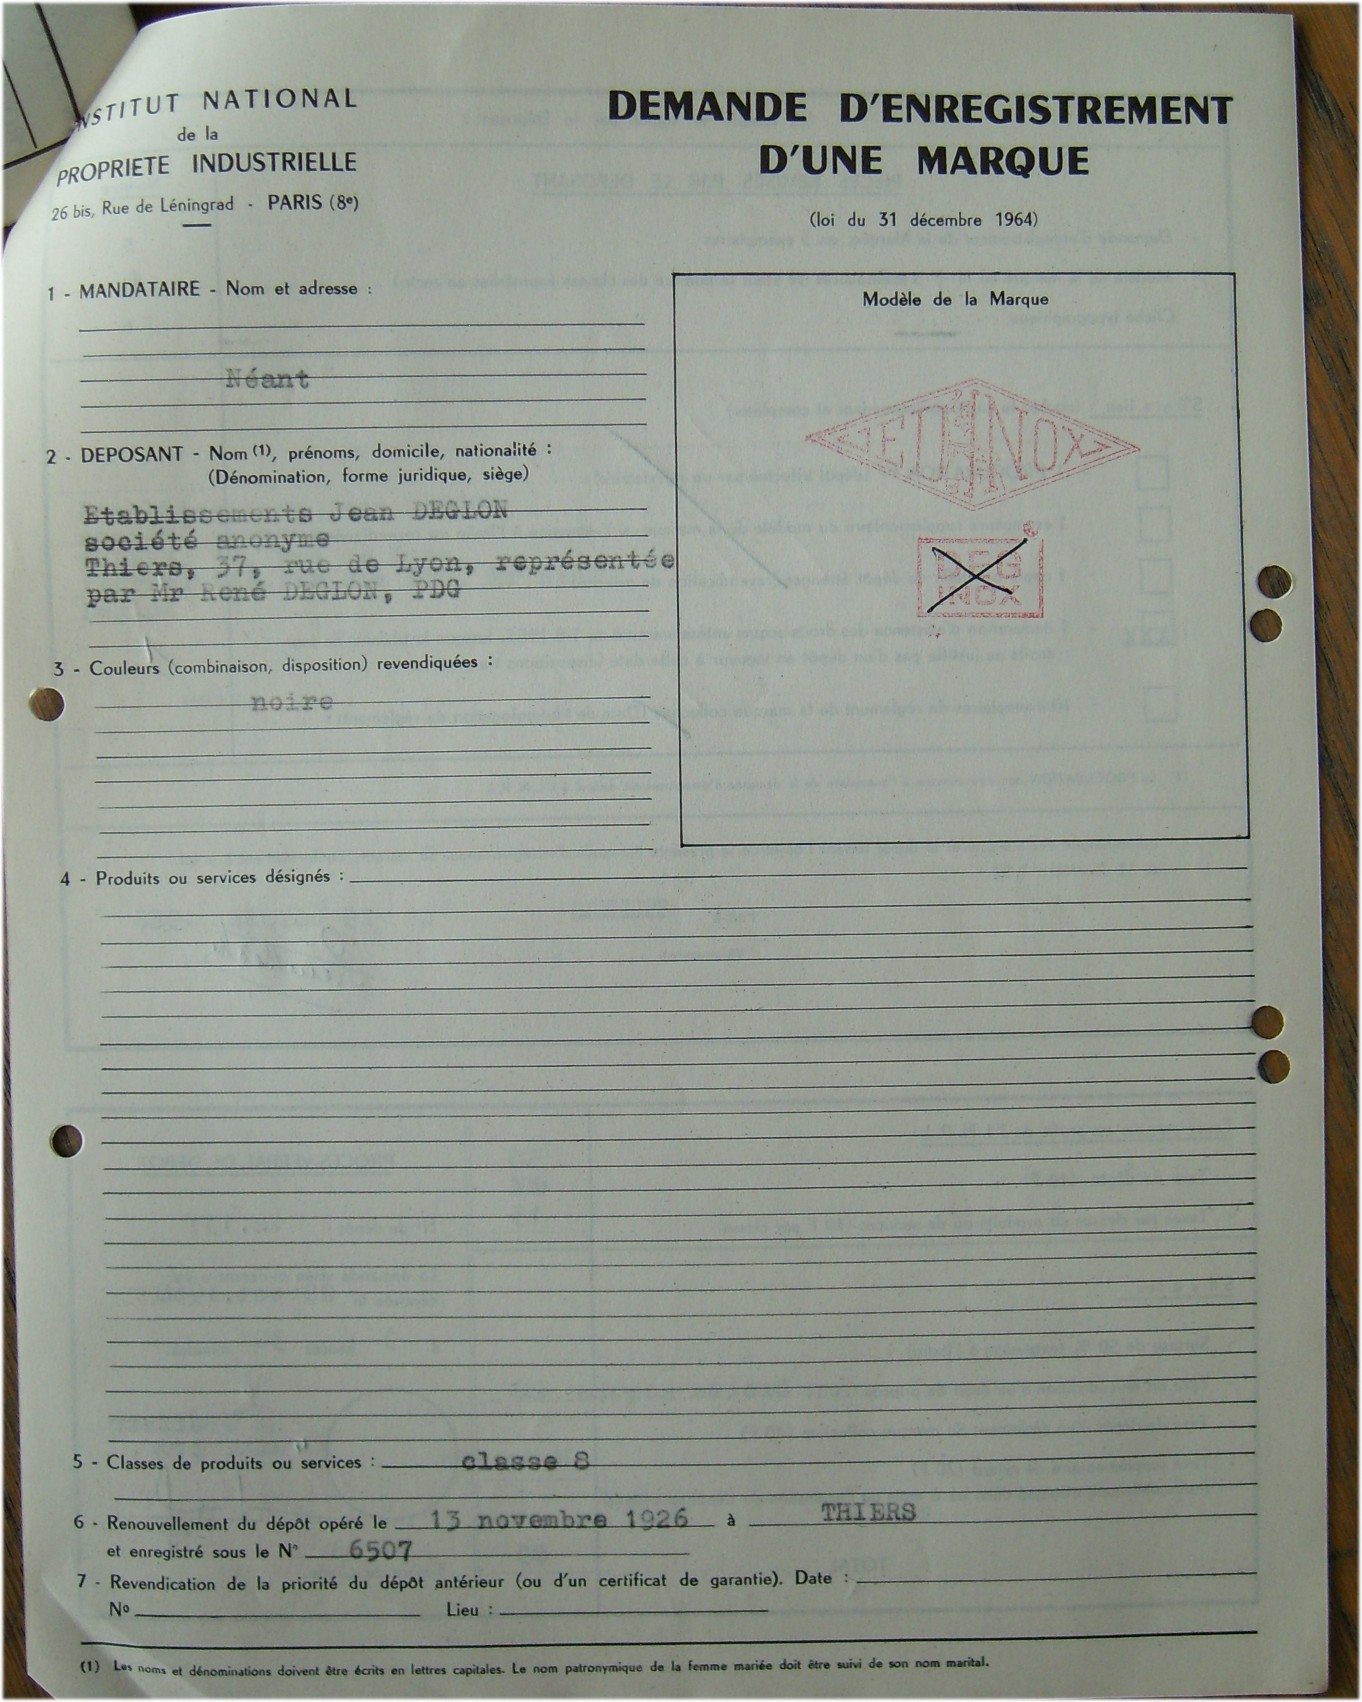 INSTITUT NATIONAL
de la
PROPRIETE INDUSTRIELLE
26 bis, Rue de Léningrad - PARIS (8e)
DEMANDE D'ENREGISTREMENT
D'UNE MARQUE
(loi du 31 décembre 1964)
1 - MANDATAIRE - Nom et adresse :
Néant
2 - DEPOSANT - Nom (1), prénoms, domicile, nationalité :
(Dénomination, forme juridique, siège)
Etablissements Jean DEGLON
société anonyme
Thiers, 37, rue de Lyon, représentée
par Mr René DEGLON, PDG
3 - Couleurs (combinaison, disposition) revendiquées :
noire
Modèle de la Marque
DEG
INOX
4 - Produits ou services désignés :
5 - Classes de produits ou services : classe 8
6 - Renouvellement du dépôt opéré le 13 novembre 1926 à THIERS
et enregistré sous le N° 6507
7 - Revendication de la priorité du dépôt antérieur (ou d'un certificat de garantie). Date :
No Lieu :
(1) Les noms et dénominations doivent être écrits en lettres capitales. Le nom patronymique de la femme mariée doit être suivi de son nom marital.